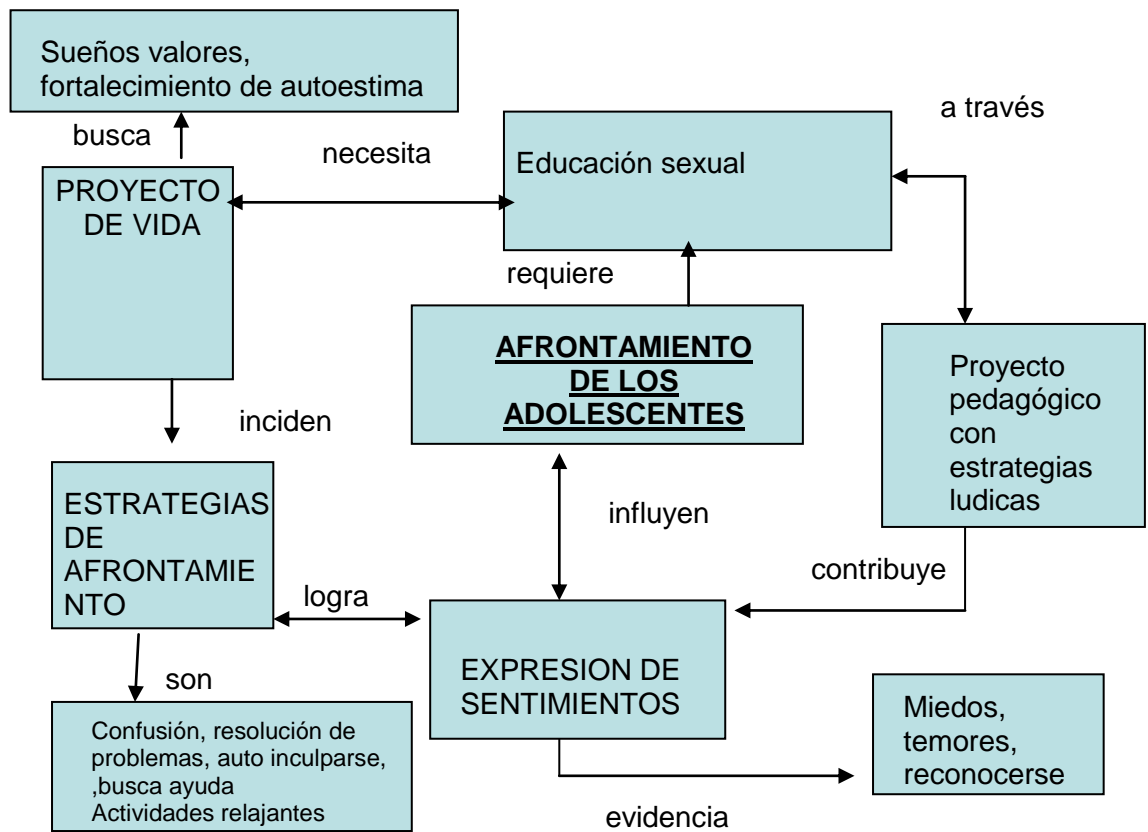 Sueños valores,
fortalecimiento de autoestima
busca
necesita
a través
PROYECTO
DE VIDA
Educación sexual
requiere
AFRONTAMIENTO
DE LOS
ADOLESCENTES
Proyecto
pedagógico
con
estrategias
ludicas
inciden
ESTRATEGIAS
DE
AFRONTAMIE
NTO
influyen
logra
contribuye
EXPRESION DE
SENTIMIENTOS
son
Confusión, resolución de
problemas, auto inculparse,
,busca ayuda
Actividades relajantes
Miedos,
temores,
reconocerse
evidencia